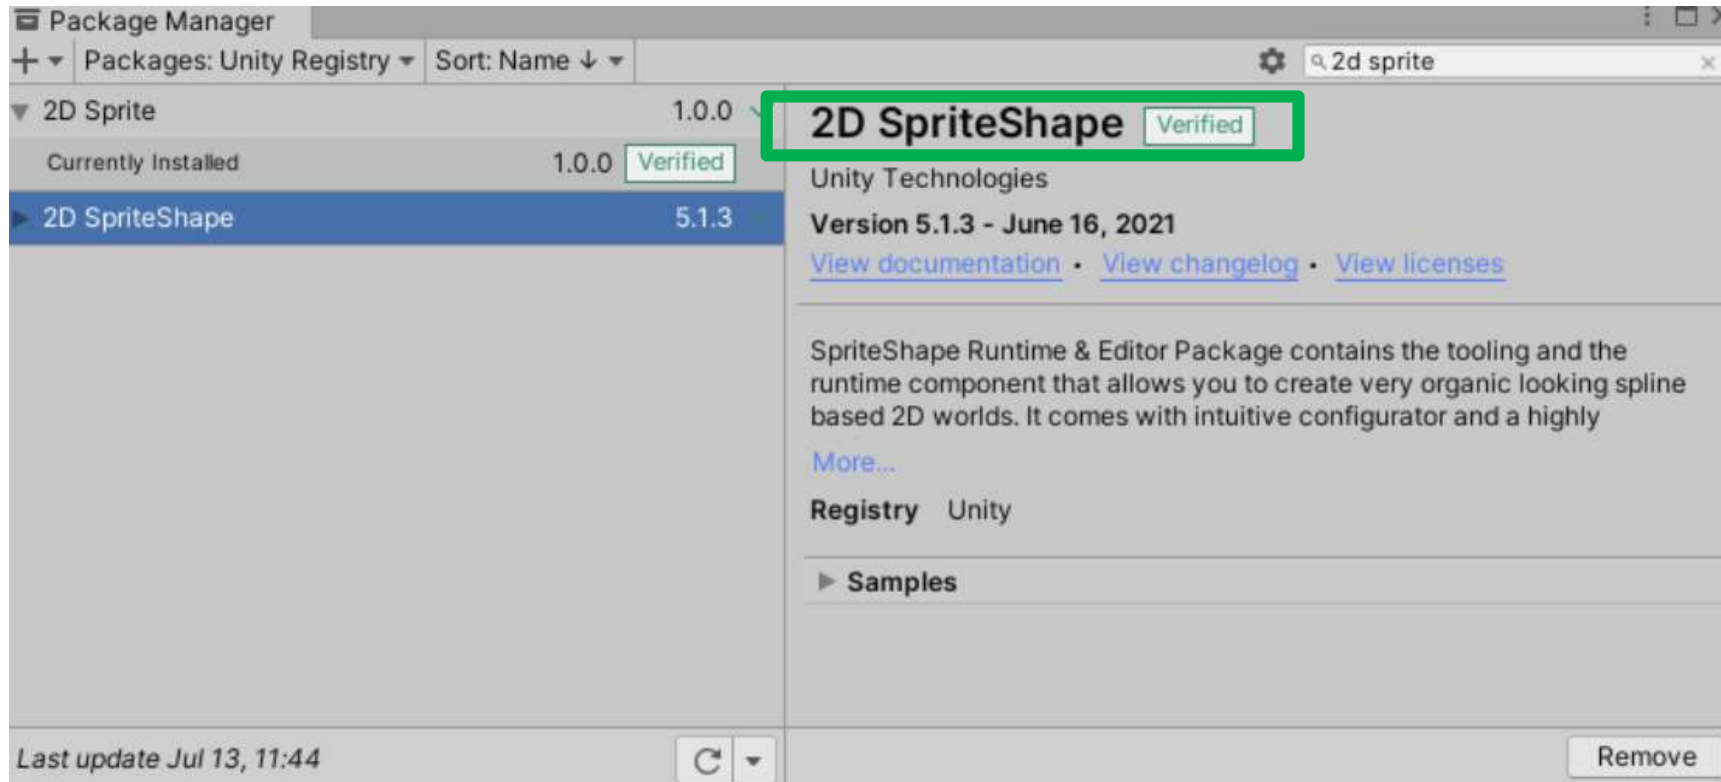 Package Manager
Packages: Unity Registry Sort: Name ↓ 2d sprite
2D Sprite 1.0.0
Currently Installed 1.0.0 Verified
2D SpriteShape 5.1.3
2D SpriteShape Verified
Unity Technologies
Version 5.1.3 - June 16, 2021
View documentation • View changelog • View licenses
SpriteShape Runtime & Editor Package contains the tooling and the
runtime component that allows you to create very organic looking spline
based 2D worlds. It comes with intuitive configurator and a highly
More...
Registry Unity
Samples
Last update Jul 13, 11:44
Remove